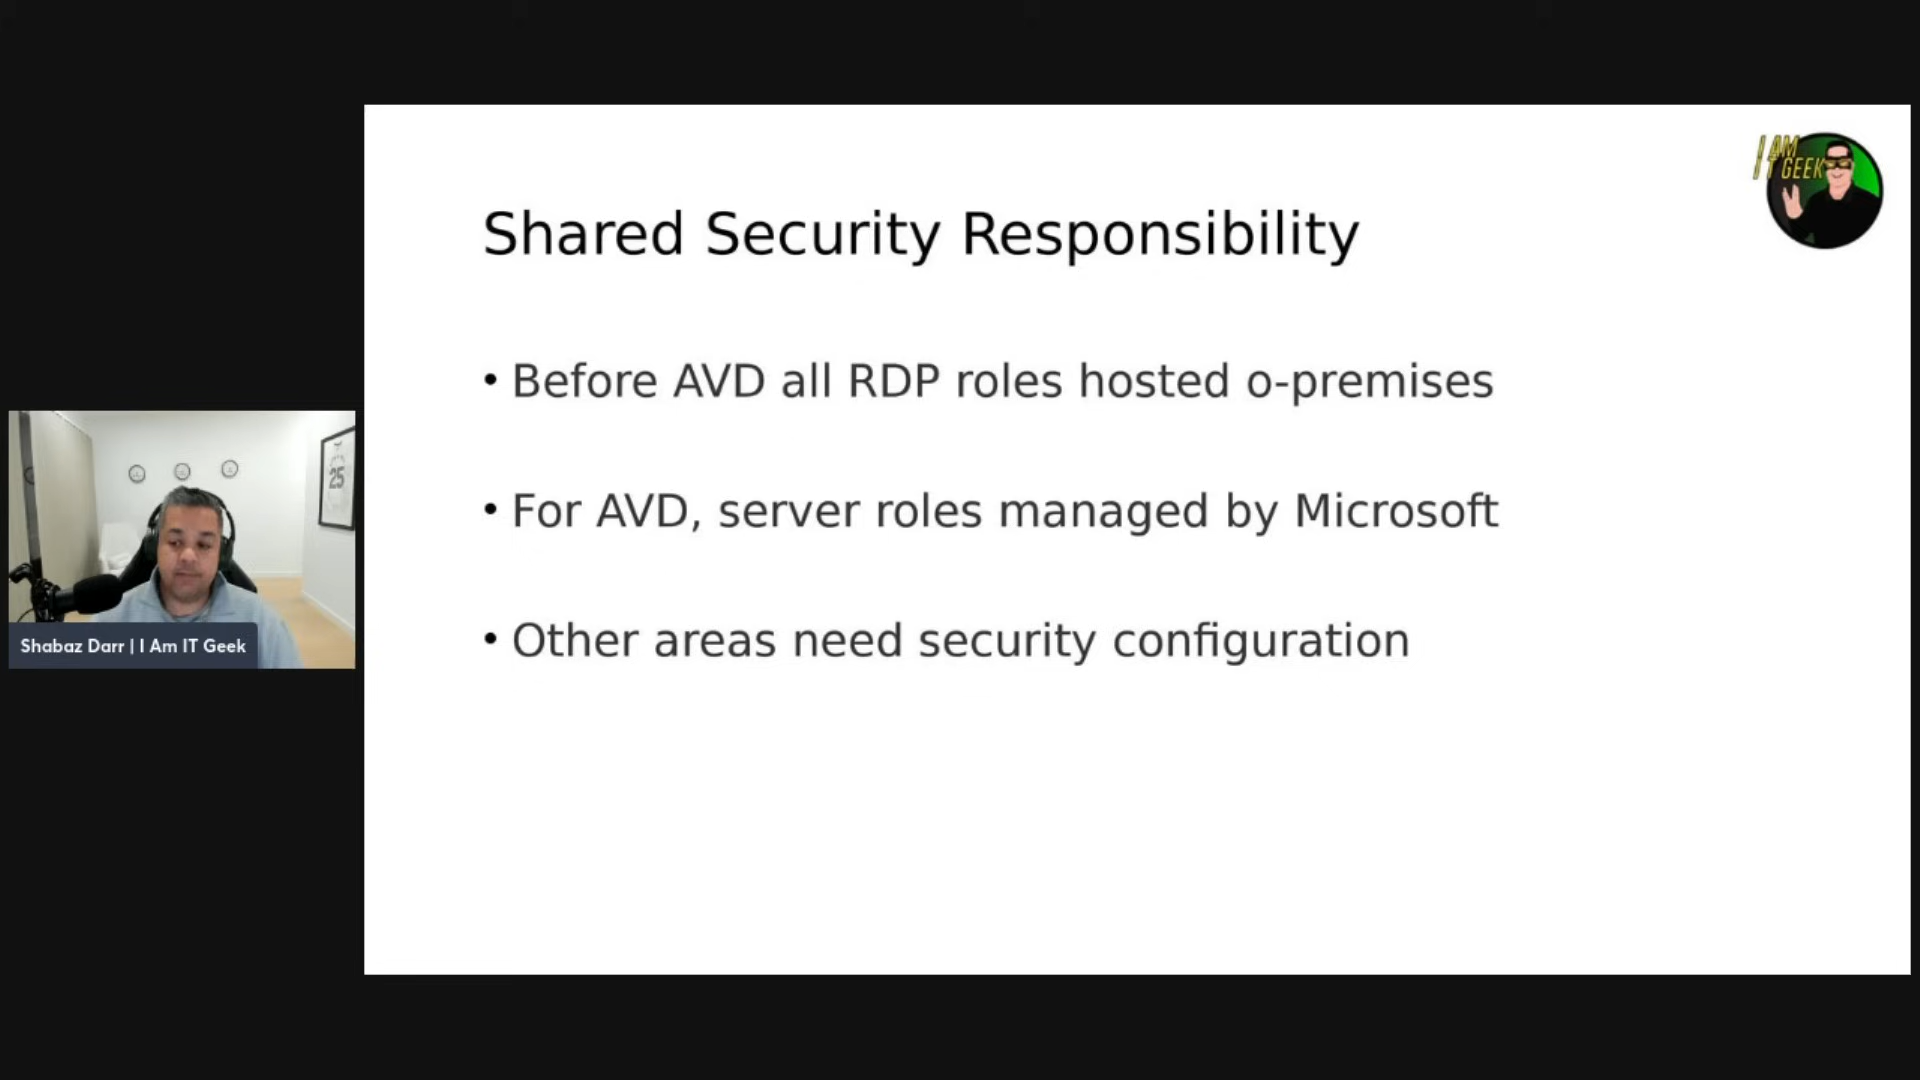 I AM
IT GEEK
Shared Security Responsibility
• Before AVD all RDP roles hosted o-premises
• For AVD, server roles managed by Microsoft
• Other areas need security configuration
25
Shabaz Darr | I Am IT Geek